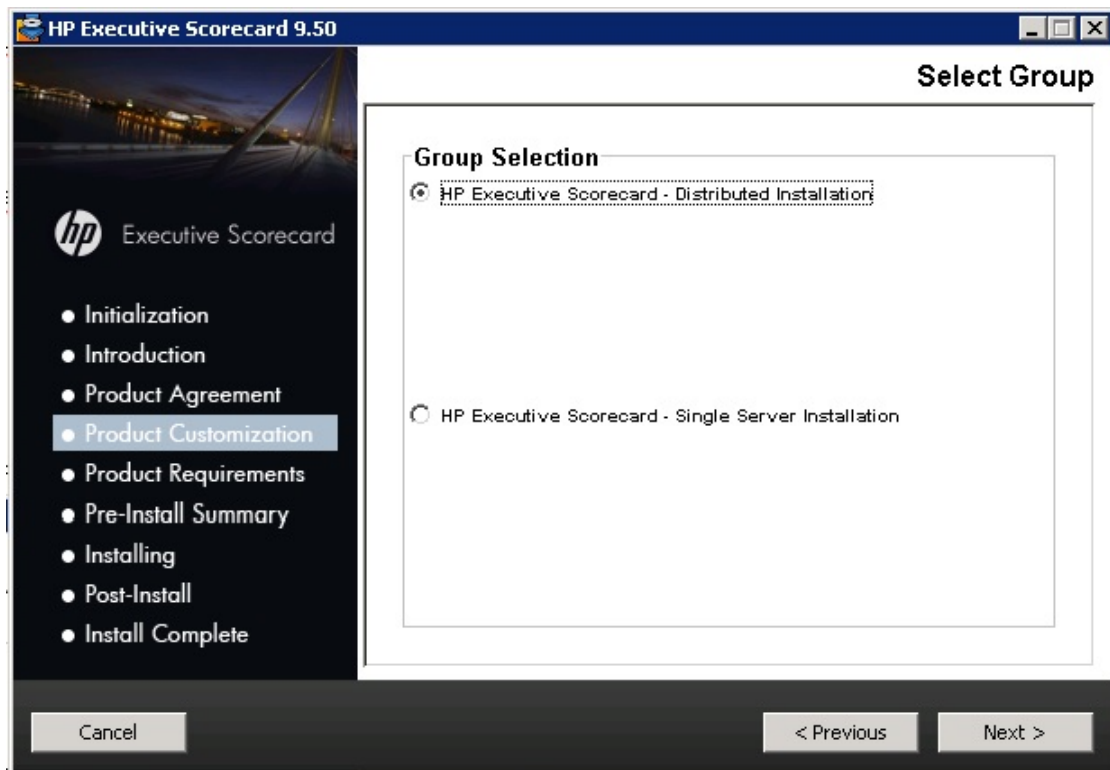 HP Executive Scorecard 9.50
Select Group
hp Executive Scorecard
Initialization
Introduction
Product Agreement
Product Customization
Product Requirements
Pre-Install Summary
Installing
Post-Install
Install Complete
Group Selection
HP Executive Scorecard - Distributed Installation
HP Executive Scorecard - Single Server Installation
Cancel
< Previous
Next >